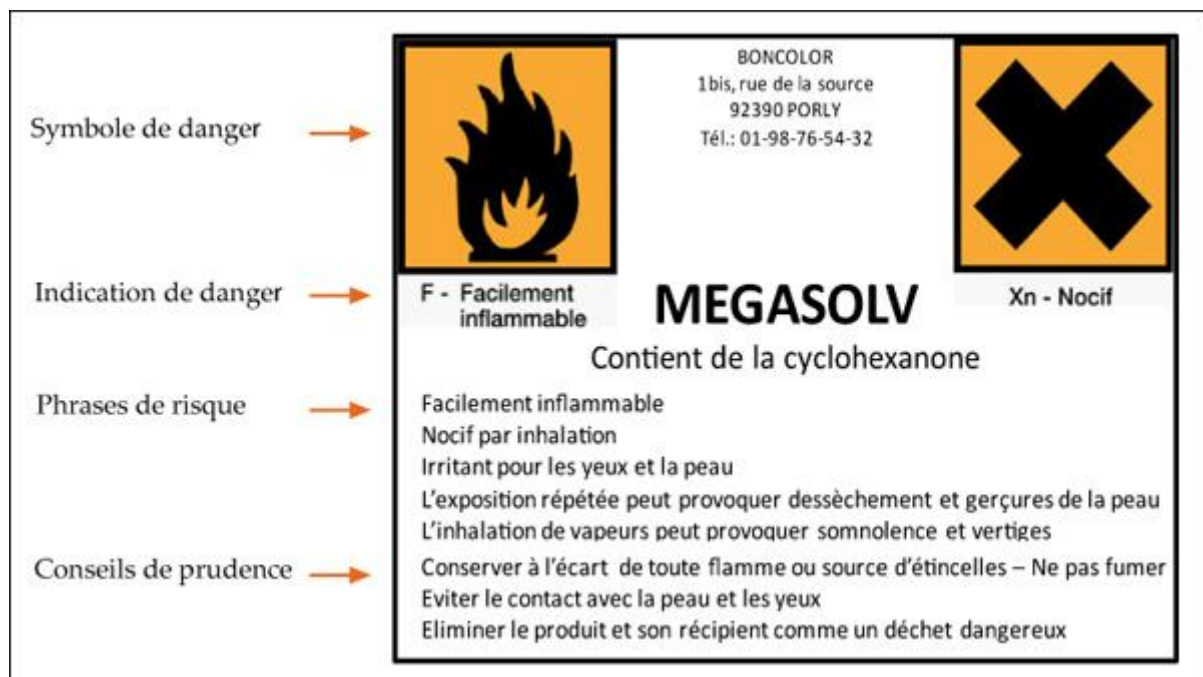 Symbole de danger
Indication de danger
Phrases de risque
Conseils de prudence
BONCOLOR
1bis, rue de la source
92390 PORLY
Tél.: 01-98-76-54-32
F - Facilement
inflammable
MEGASOLV
Xn - Nocif
Contient de la cyclohexanone
Facilement inflammable
Nocif par inhalation
Irritant pour les yeux et la peau
L'exposition répétée peut provoquer dessèchement et gerçures de la peau
L'inhalation de vapeurs peut provoquer somnolence et vertiges
Conserver à l'écart de toute flamme ou source d'étincelles – Ne pas fumer
Eviter le contact avec la peau et les yeux
Eliminer le produit et son récipient comme un déchet dangereux